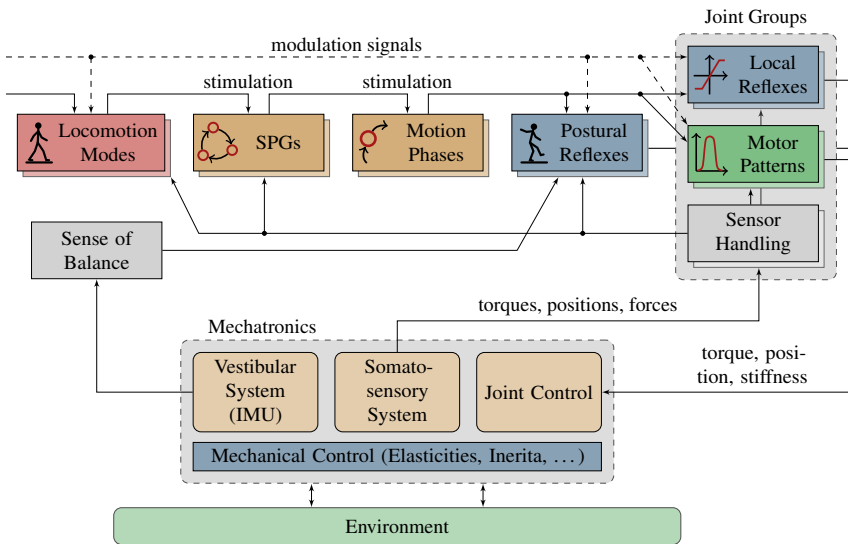 Joint Groups
modulation signals
Local
Reflexes
stimulation
stimulation
Locomotion
Modes
SPGs
Motion
Phases
Postural
Reflexes
Motor
Patterns
Sensor
Handling
Sense of
Balance
torques, positions, forces
Mechatronics
Vestibular
System
(IMU)
Somato-
sensory
System
Joint Control
torque, posi-
tion, stiffness
Mechanical Control (Elasticities, Inerita, ...)
Environment